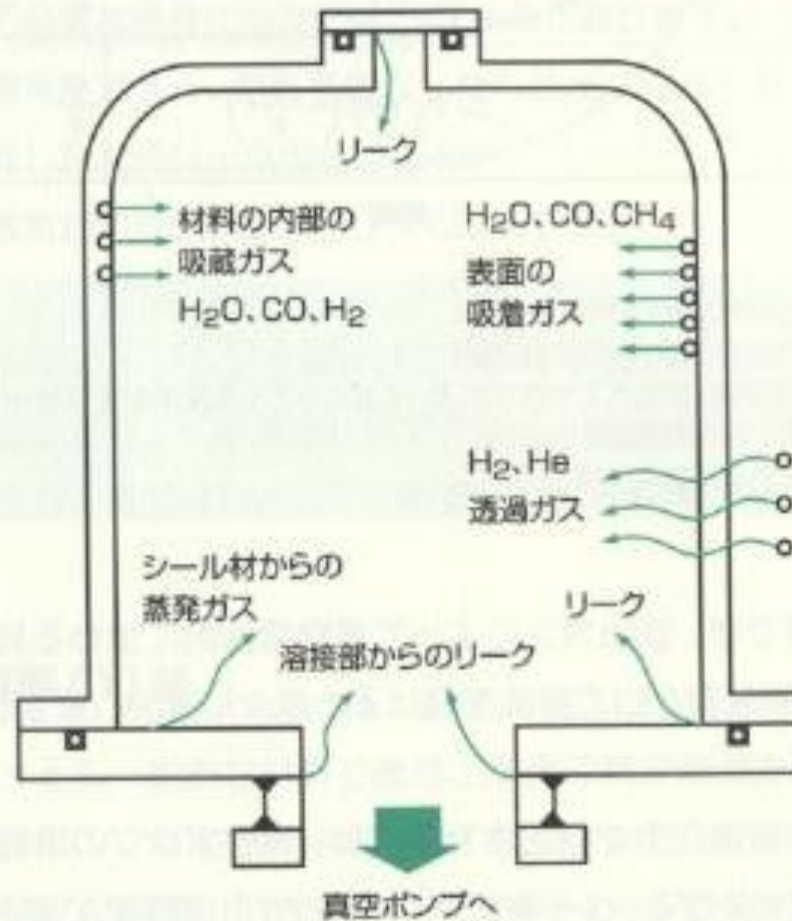 リーク
材料の内部の
吸蔵ガス
H₂O、CO、H₂
H₂O、CO、CH₄
表面の
吸着ガス
H₂、He
透過ガス
シール材からの
蒸発ガス
リーク
溶接部からのリーク
真空ポンプへ